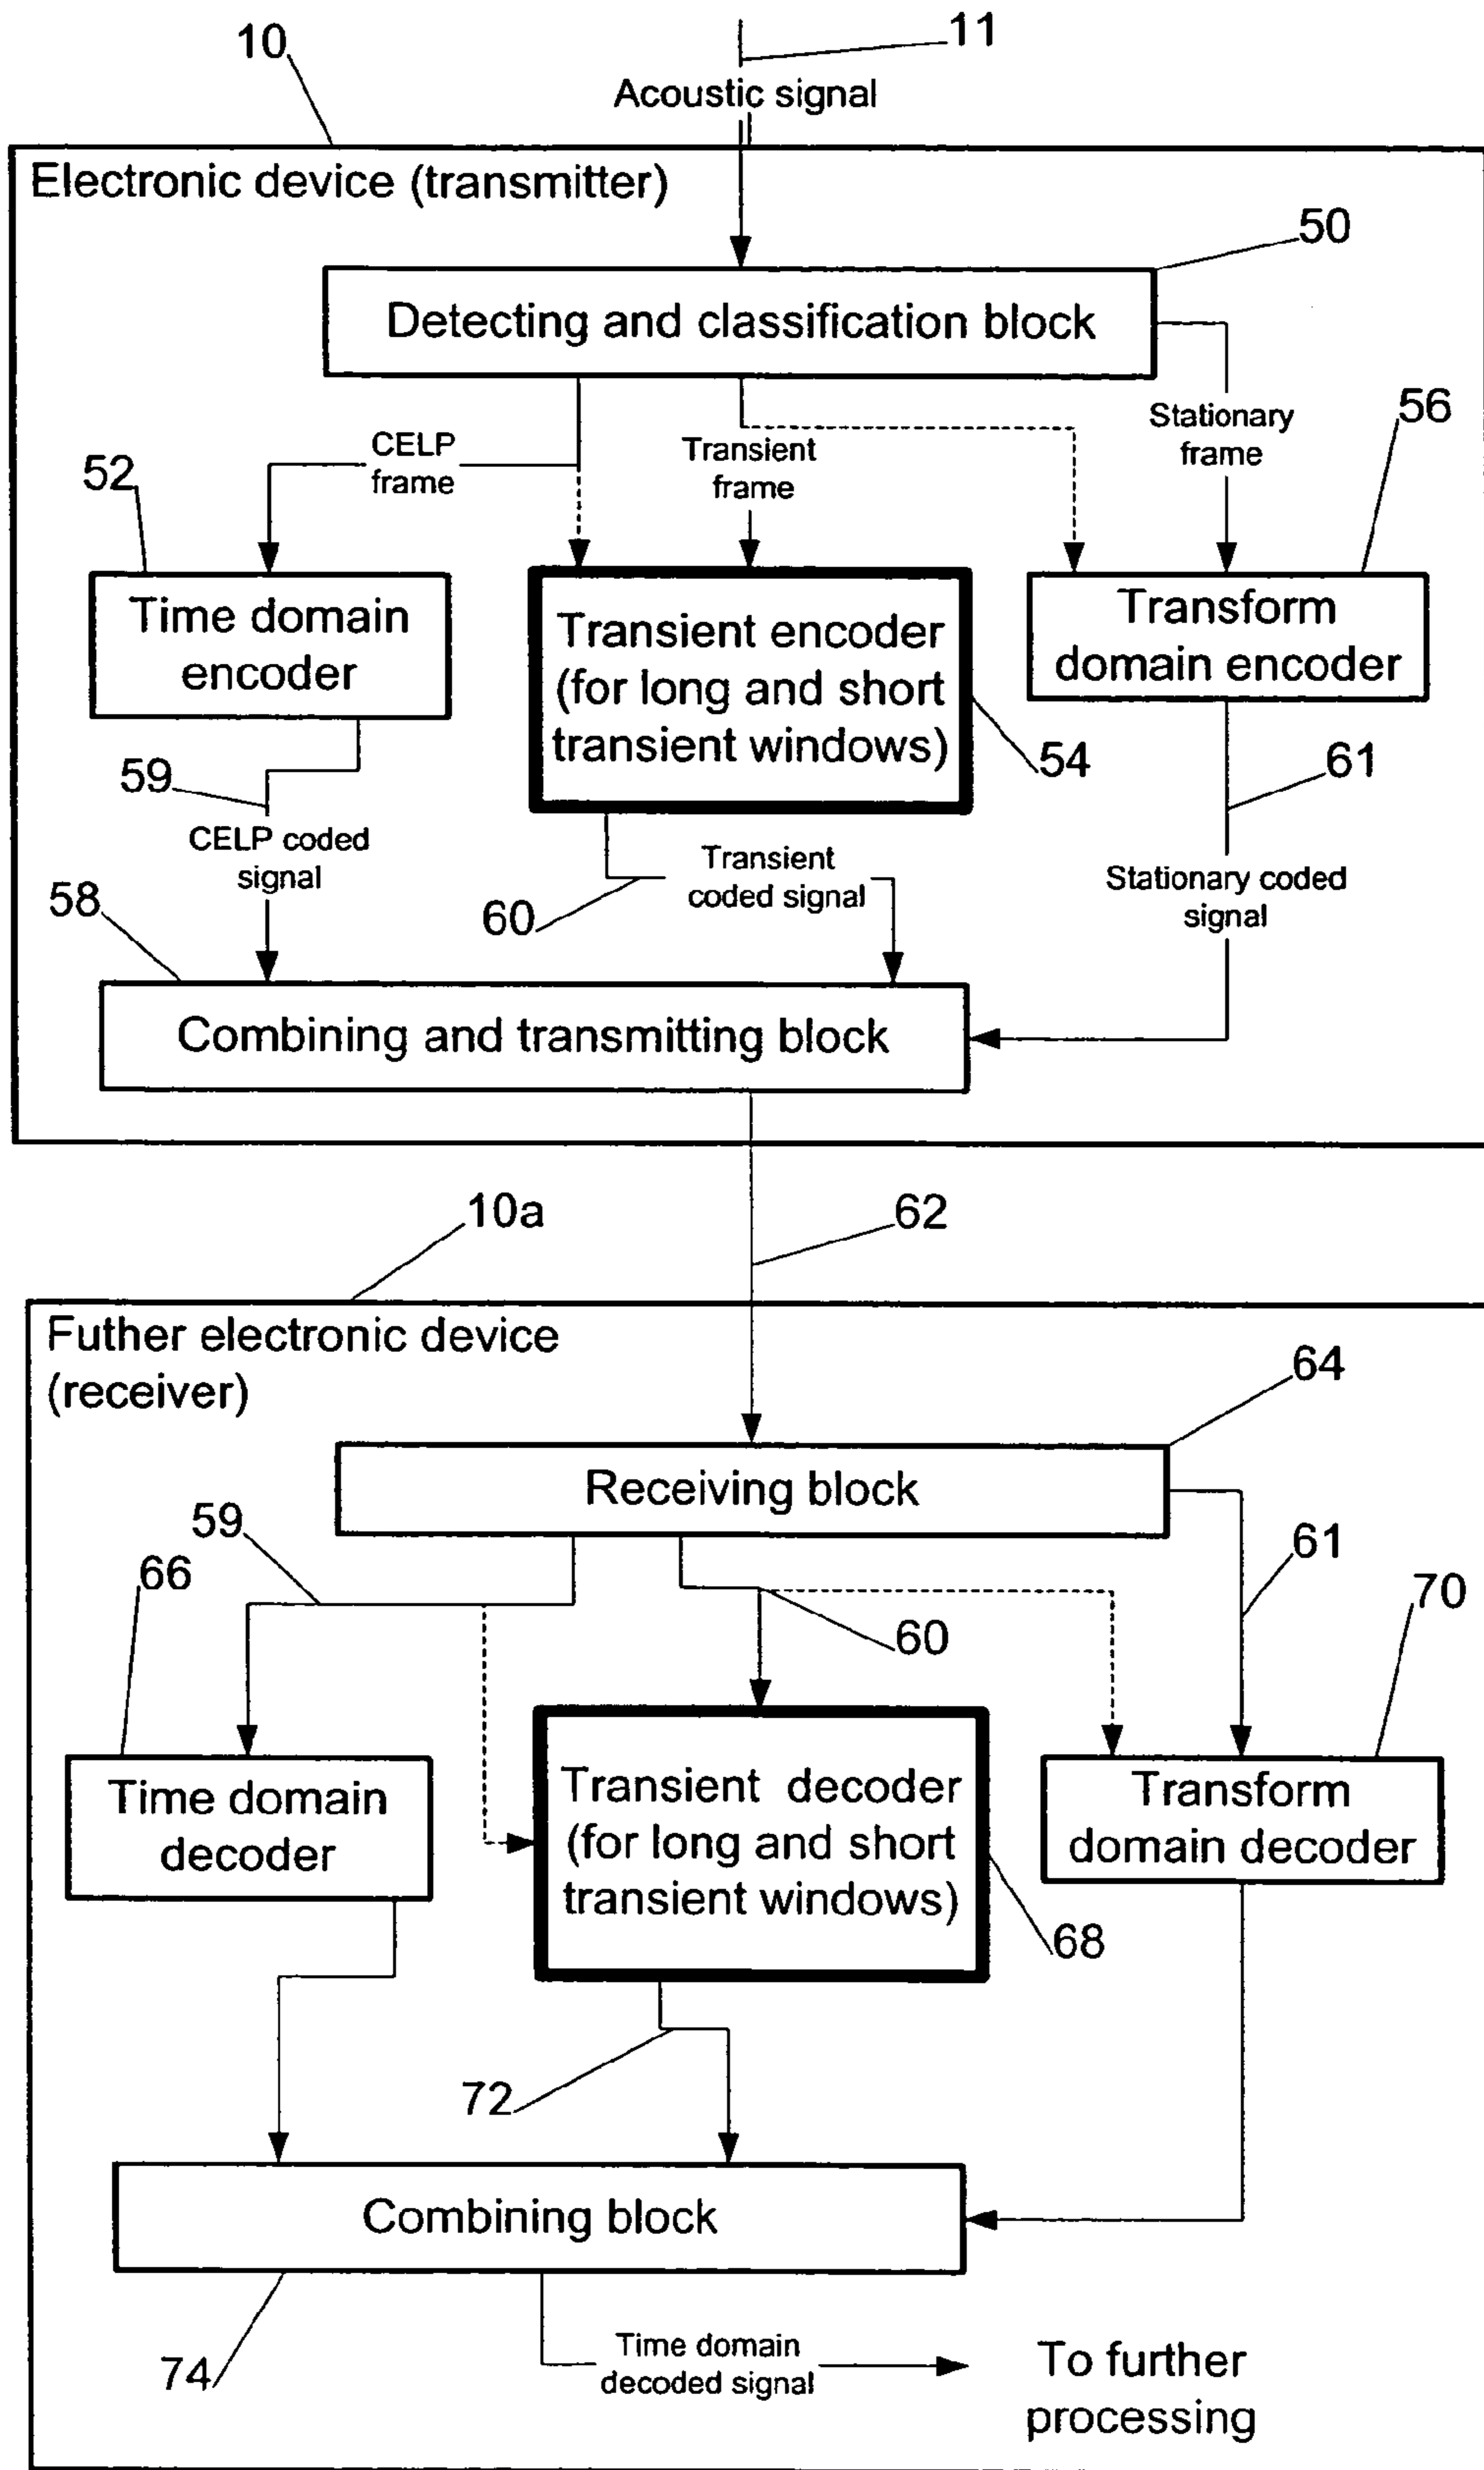 10
11
Acoustic signal
Electronic device (transmitter)
50
Detecting and classification block
CELP
frame
Transient
frame
Stationary
frame
56
52
Time domain
encoder
Transient encoder
(for long and short
transient windows)
Transform
domain encoder
54
59
61
CELP coded
signal
Transient
coded signal
Stationary coded
signal
58
60
Combining and transmitting block
10a
62
Futher electronic device
(receiver)
64
Receiving block
59
61
66
60
70
Time domain
decoder
Transient decoder
(for long and short
transient windows)
Transform
domain decoder
68
72
Combining block
74
Time domain
decoded signal
To further
processing